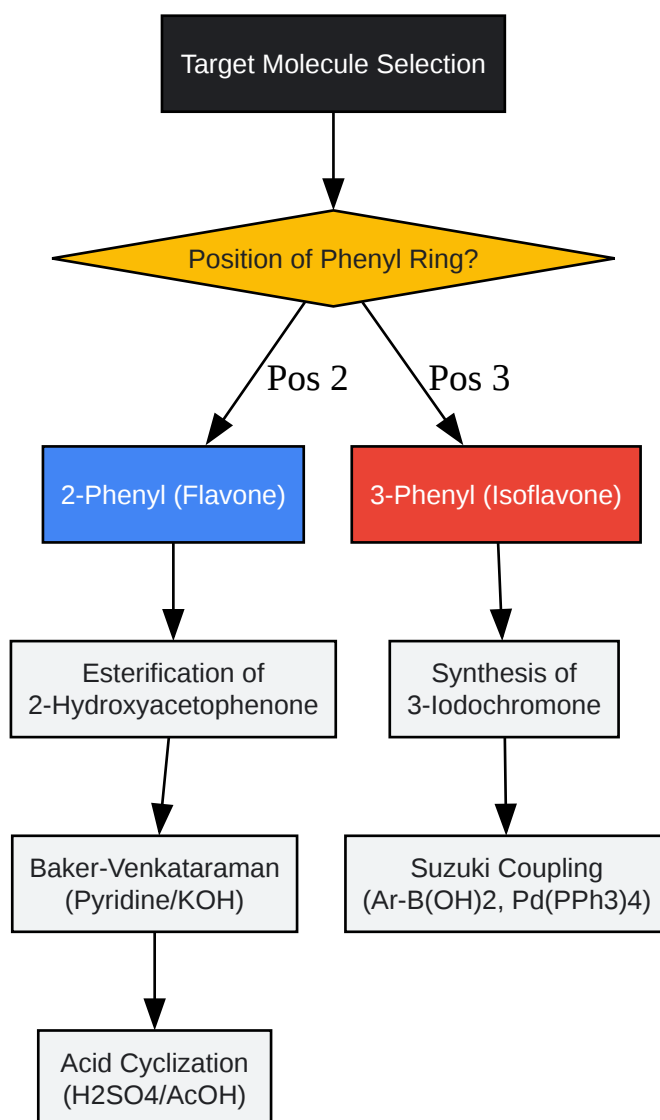 Target Molecule Selection
Position of Phenyl Ring?
Pos 2
Pos 3
2-Phenyl (Flavone)
3-Phenyl (Isoflavone)
Esterification of
2-Hydroxyacetophenone
Synthesis of
3-Iodochromone
Baker-Venkataraman
(Pyridine/KOH)
Suzuki Coupling
(Ar-B(OH)2, Pd(PPh3)4)
Acid Cyclization
(H2SO4/AcOH)